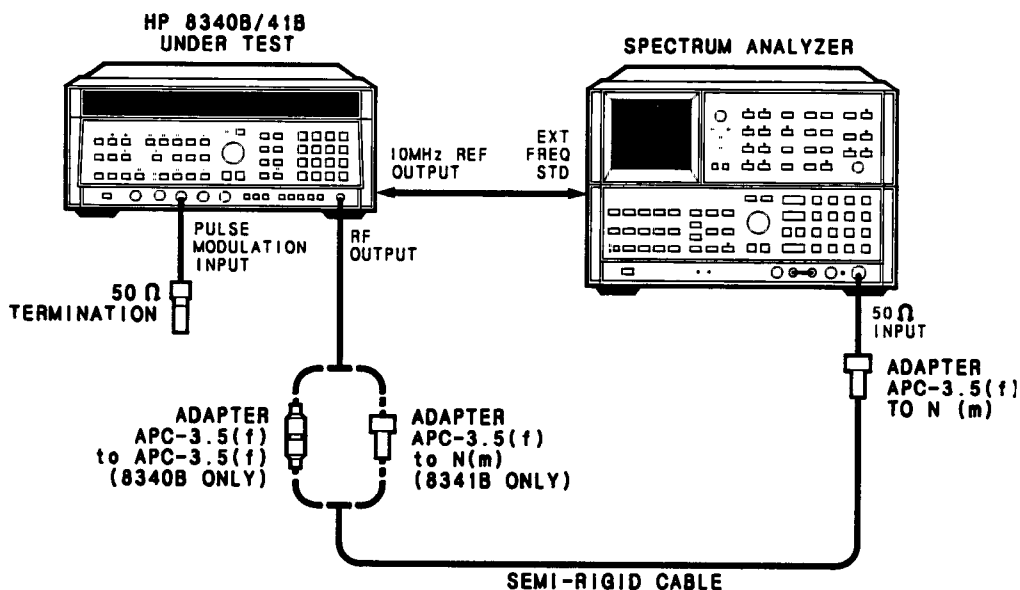 HP 8340B/41B
UNDER TEST
SPECTRUM ANALYZER
10MHz REF
OUTPUT
EXT
FREQ
STD
PULSE
MODULATION
INPUT
RF
OUTPUT
50 Ω
TERMINATION
50Ω
INPUT
ADAPTER
APC-3.5(f)
TO N (m)
ADAPTER
APC-3.5(f)
to APC-3.5(f)
(8340B ONLY)
ADAPTER
APC-3.5(f)
to N(m)
(8341B ONLY)
SEMI-RIGID CABLE